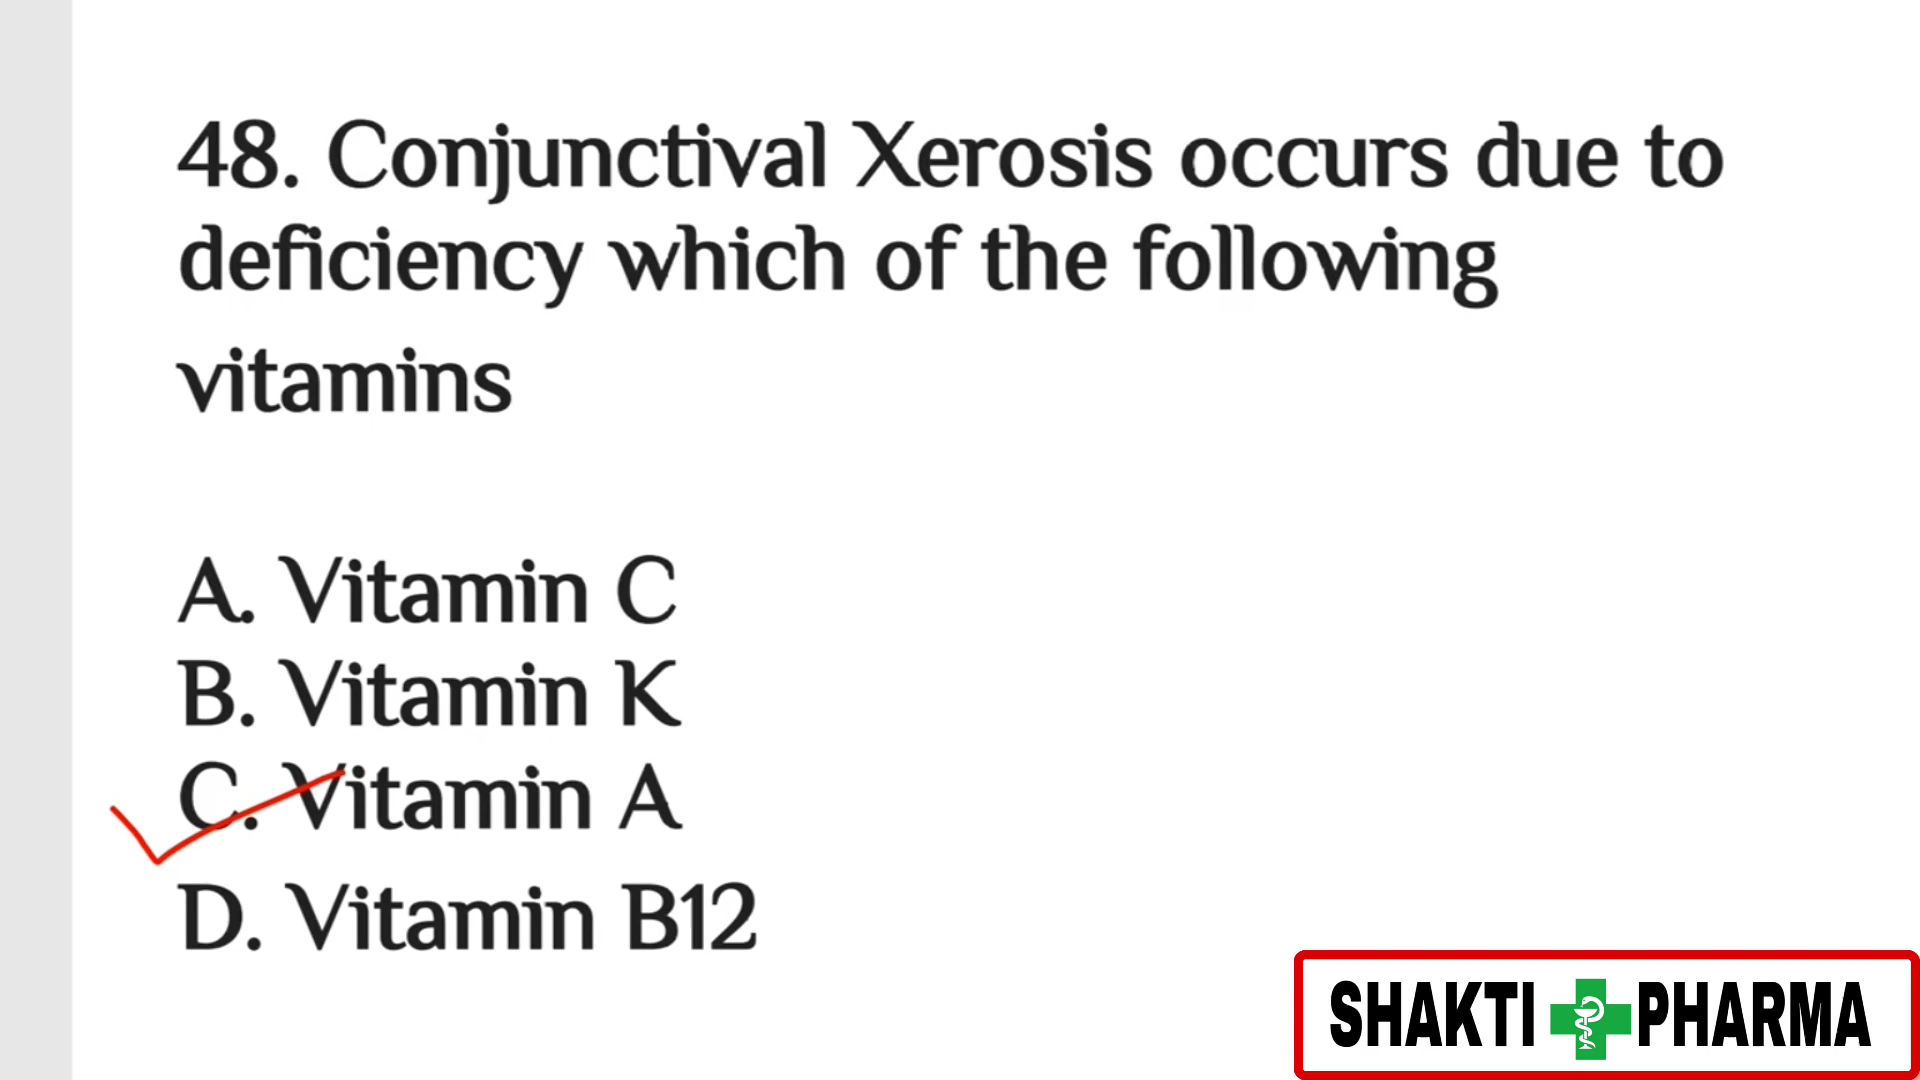 48. Conjunctival Xerosis occurs due to
deficiency which of the following
vitamins
A. Vitamin C
B. Vitamin K
C. Vitamin A
D. Vitamin B12
SHAKTI PHARMA